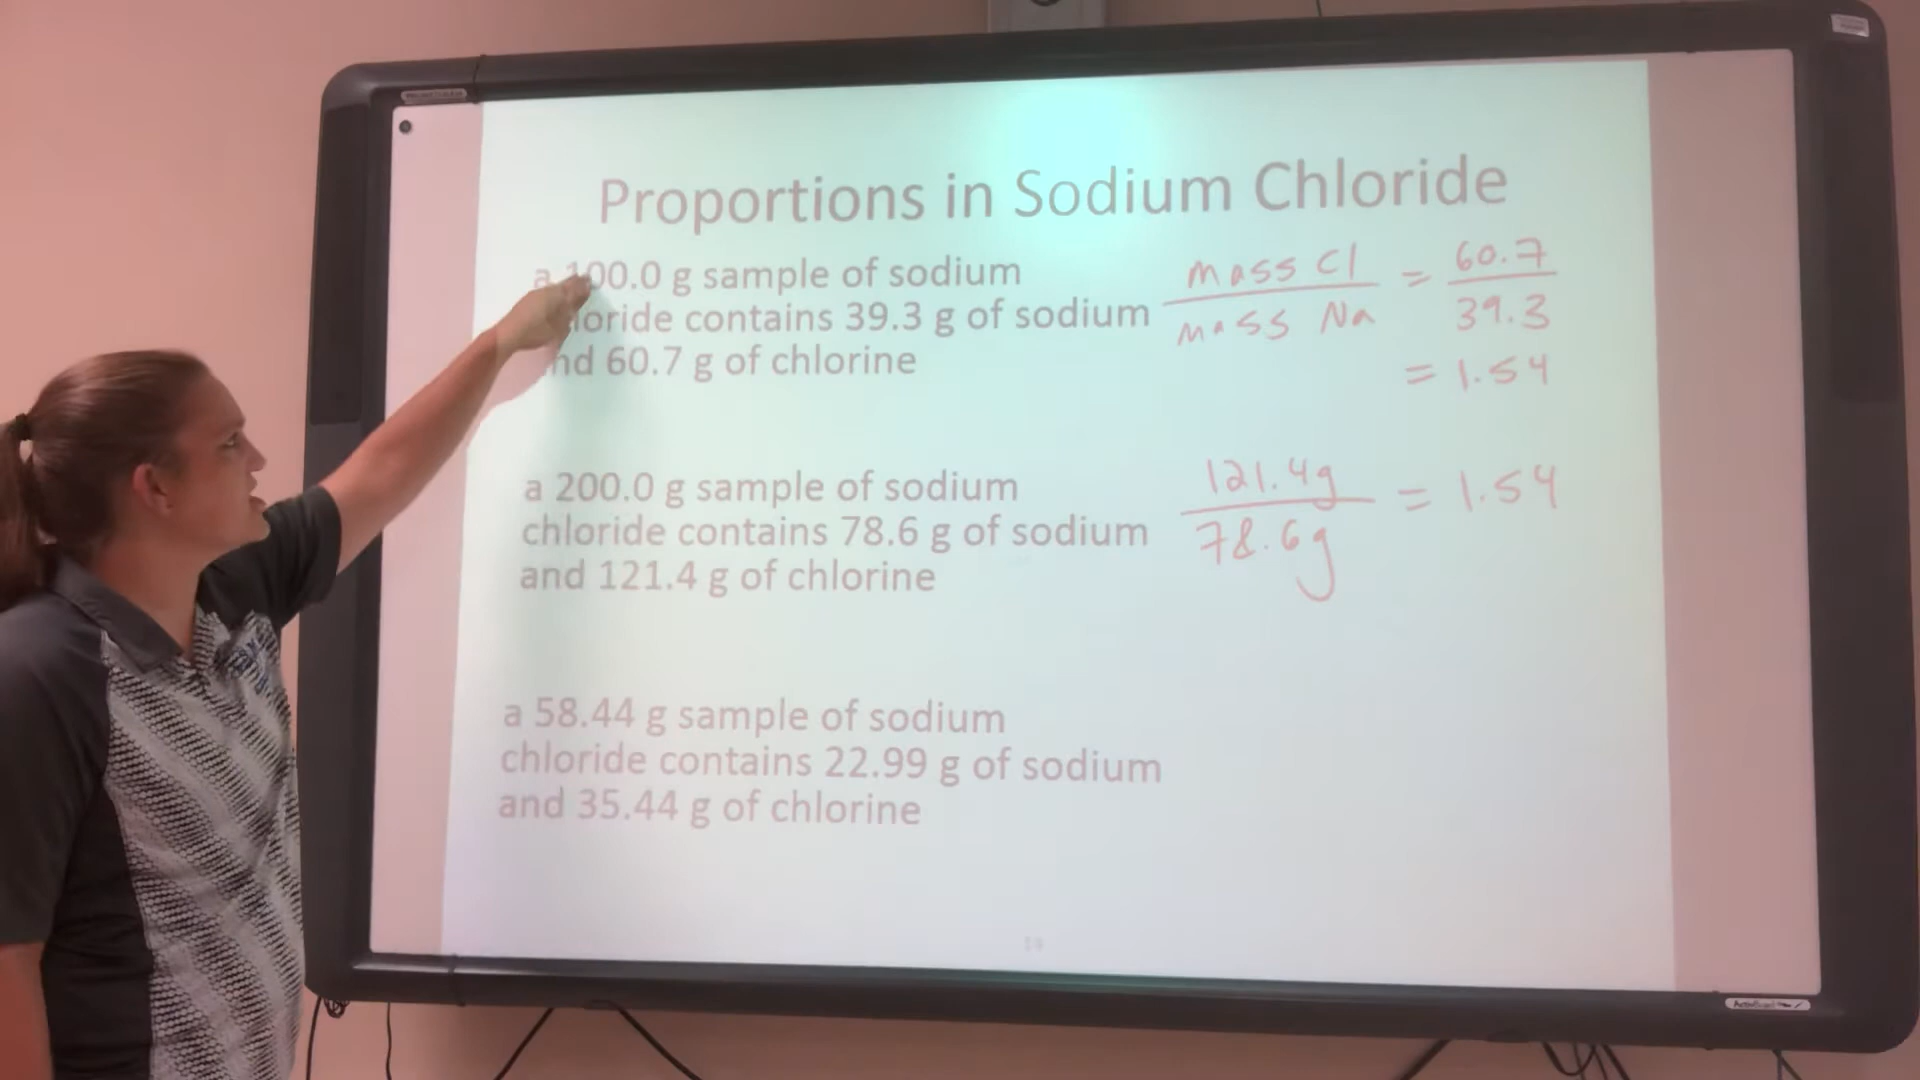 Proportions in Sodium Chloride
a 100.0 g sample of sodium
loride contains 39.3 g of sodium
nd 60.7 g of chlorine
mass Cl = 60.7
mass Na 39.3
= 1.54
a 200.0 g sample of sodium
chloride contains 78.6 g of sodium
and 121.4 g of chlorine
121.4g = 1.54
78.6g
a 58.44 g sample of sodium
chloride contains 22.99 g of sodium
and 35.44 g of chlorine